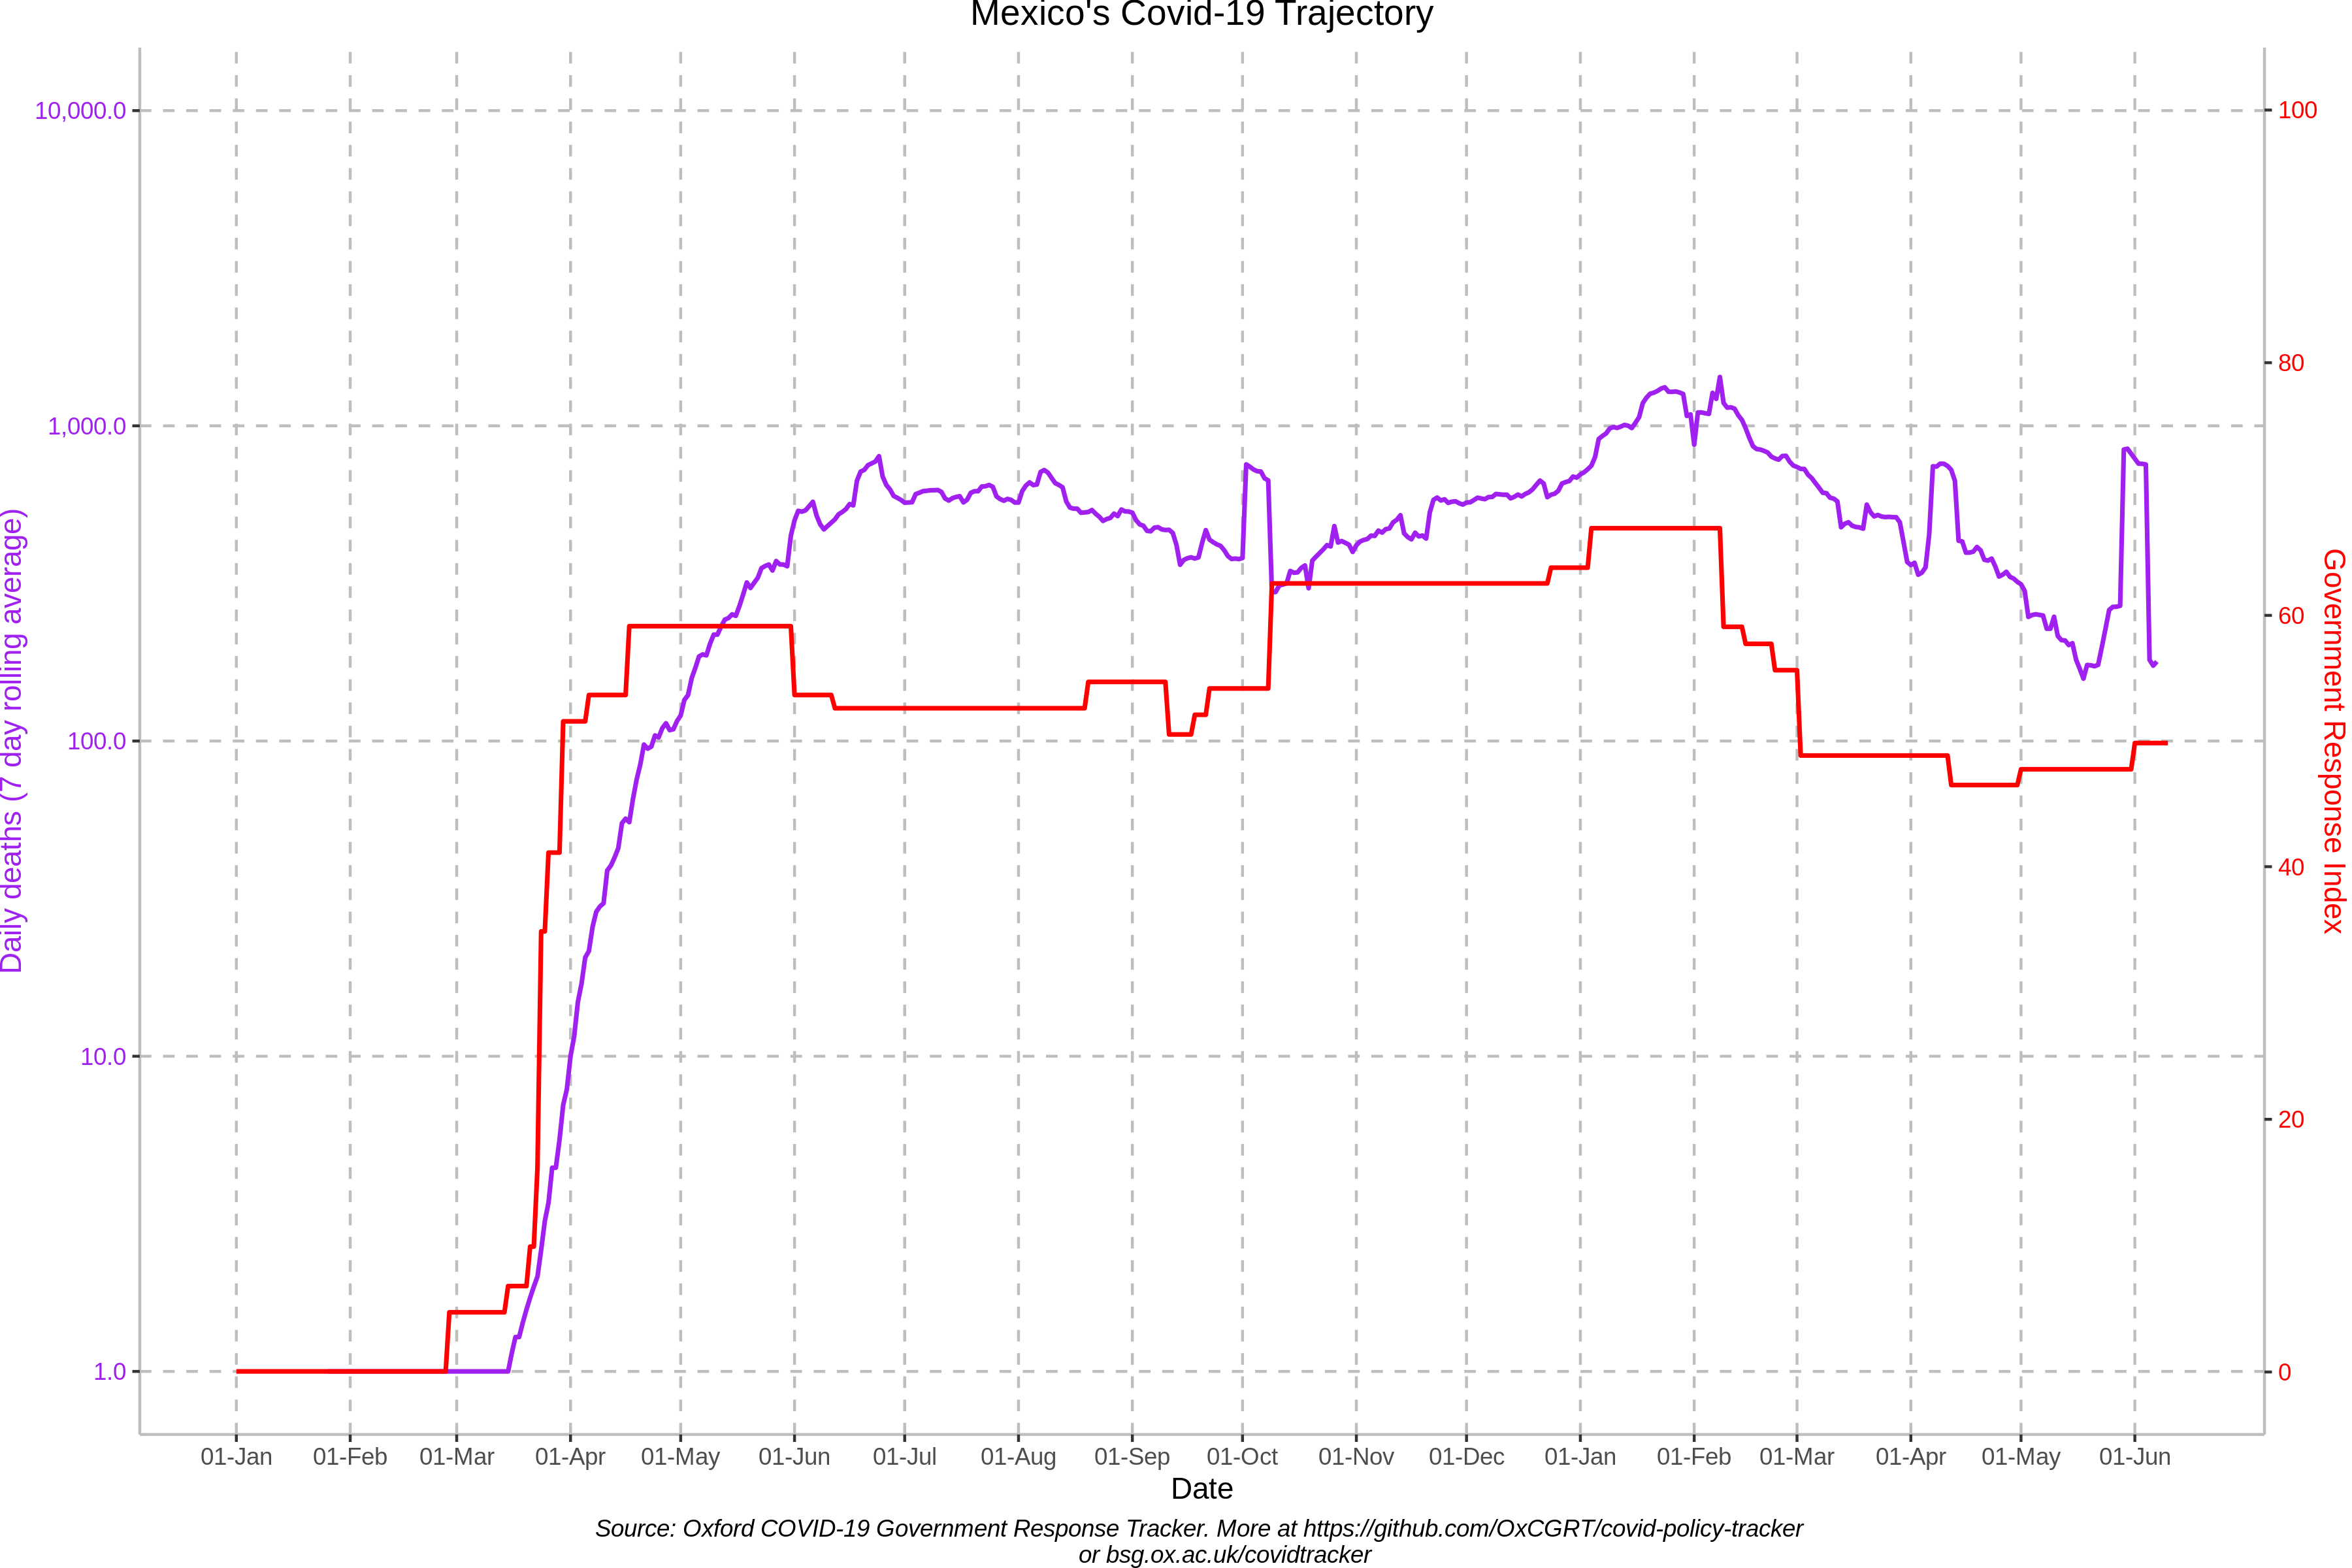 Mexico's Covid-19 Trajectory
10,000.0
1,000.0
100.0
10.0
1.0
Daily deaths (7 day rolling average)
100
80
60
40
20
0
Government Response Index
01-Jan 01-Feb 01-Mar 01-Apr 01-May 01-Jun 01-Jul 01-Aug 01-Sep 01-Oct 01-Nov 01-Dec 01-Jan 01-Feb 01-Mar 01-Apr 01-May 01-Jun
Date
Source: Oxford COVID-19 Government Response Tracker. More at https://github.com/OxCGRT/covid-policy-tracker
or bsg.ox.ac.uk/covidtracker